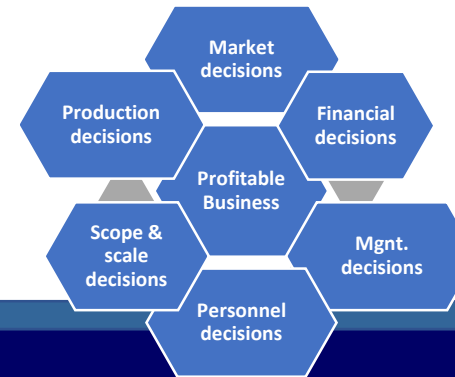 Market
decisions
Production
decisions
Financial
decisions
Profitable
Business
Scope &
scale
decisions
Mgnt.
decisions
Personnel
decisions